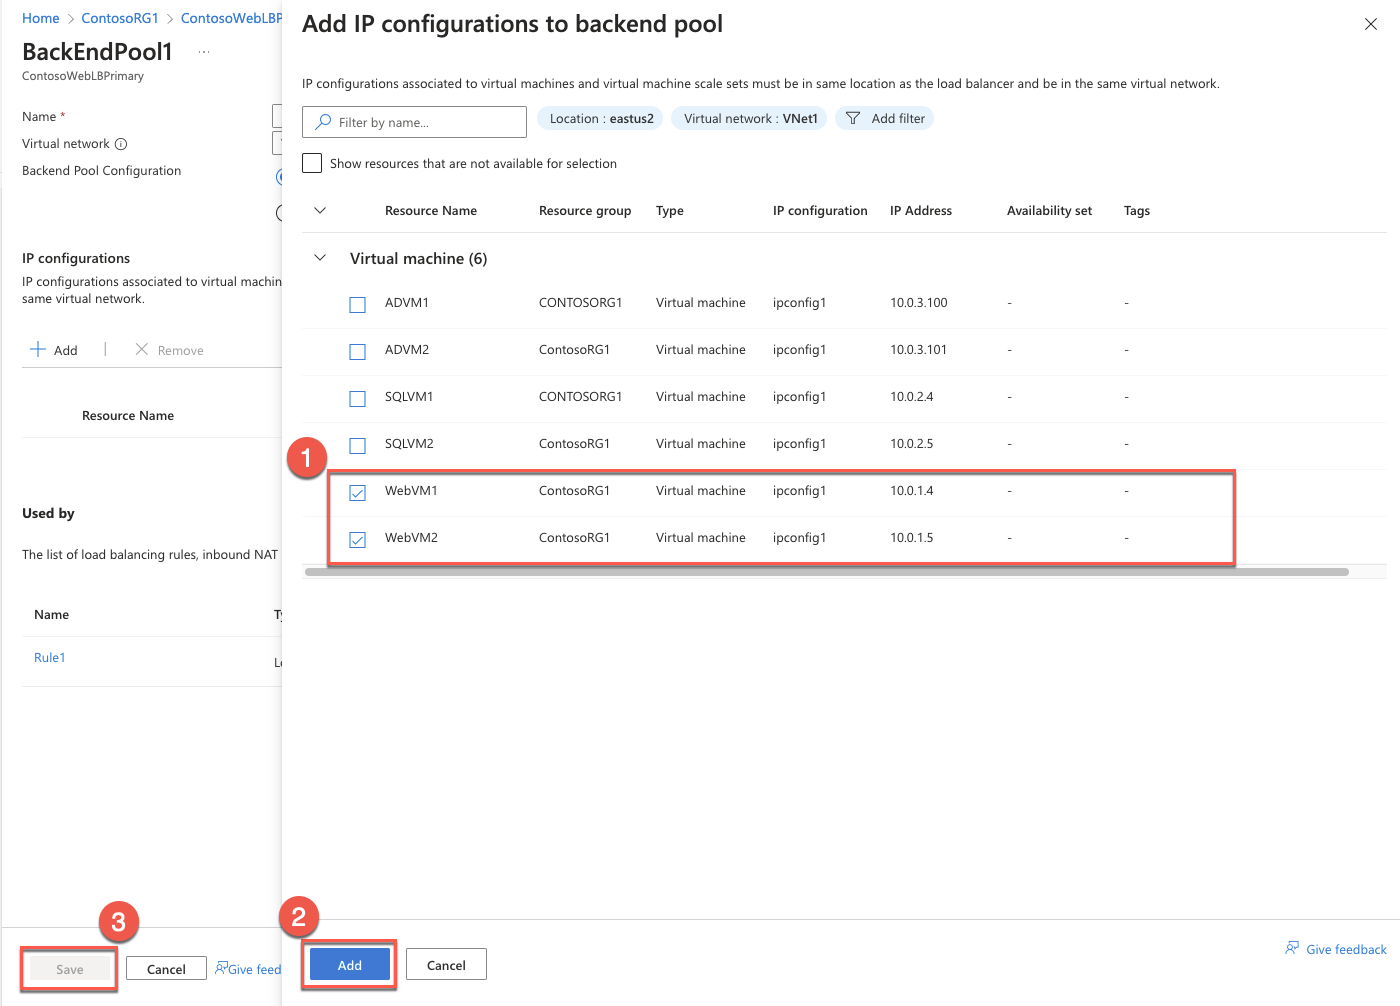 Home > ContosoRG1 > ContosoWebLBP
BackEndPool1 ...
ContosoWebLBPrimary
Name *
Virtual network
Backend Pool Configuration
IP configurations
IP configurations associated to virtual machin
same virtual network.
Add | Remove
Resource Name
Used by
The list of load balancing rules, inbound NAT
Name Ty
Rule1 Lo
3
Save Cancel Give feed
Add IP configurations to backend pool
IP configurations associated to virtual machines and virtual machine scale sets must be in same location as the load balancer and be in the same virtual network.
Filter by name... Location : eastus2 Virtual network : VNet1 Add filter
Show resources that are not available for selection
Resource Name Resource group Type IP configuration IP Address Availability set Tags
Virtual machine (6)
ADVM1 CONTOSORG1 Virtual machine ipconfig1 10.0.3.100 - -
ADVM2 ContosoRG1 Virtual machine ipconfig1 10.0.3.101 - -
SQLVM1 CONTOSORG1 Virtual machine ipconfig1 10.0.2.4 - -
SQLVM2 ContosoRG1 Virtual machine ipconfig1 10.0.2.5 - -
1
WebVM1 ContosoRG1 Virtual machine ipconfig1 10.0.1.4 - -
WebVM2 ContosoRG1 Virtual machine ipconfig1 10.0.1.5 - -
2
Add Cancel
Give feedback